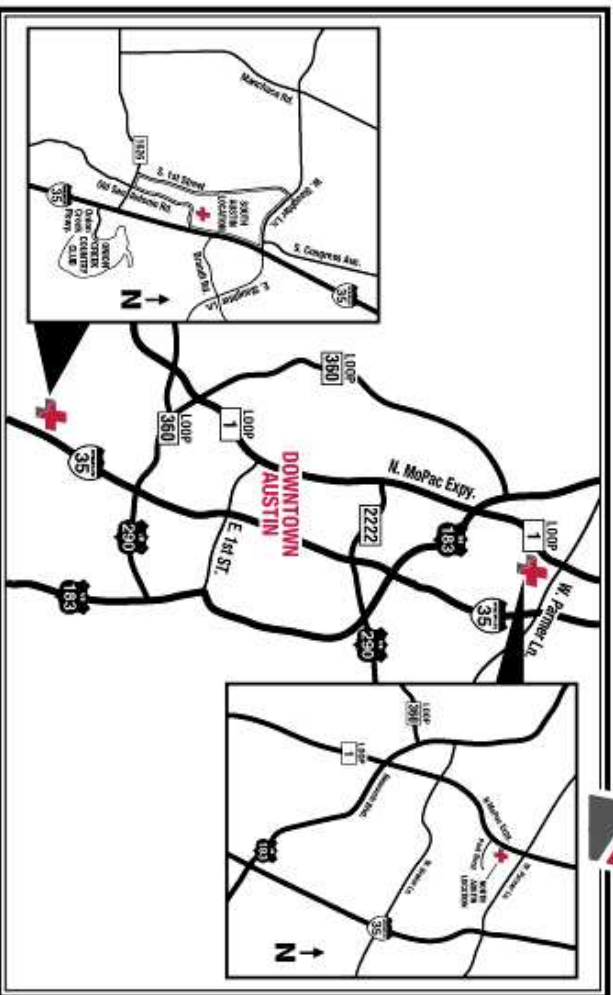 Manchaca Rd.
W. Slaughter Ln.
S. Congress Ave.
1626
S. 1st Street
Old San Antonio Rd.
SOUTH
AUSTIN
LOCATION
35
Onion
Creek
Pkwy.
ONION
CREEK
COUNTRY
CLUB
Brandt Rd.
E. Slaughter Ln.
35
N
LOOP
360
LOOP
1
LOOP
360
DOWNTOWN
AUSTIN
N. MoPac Expy.
2222
183
LOOP
1
W. Parmer Ln.
35
E. 1st ST.
290
35
290
183
LOOP
360
LOOP
1
N MoPac Expy.
Research Blvd.
183
NORTH
AUSTIN
LOCATION
W. Parmer Ln.
35
N